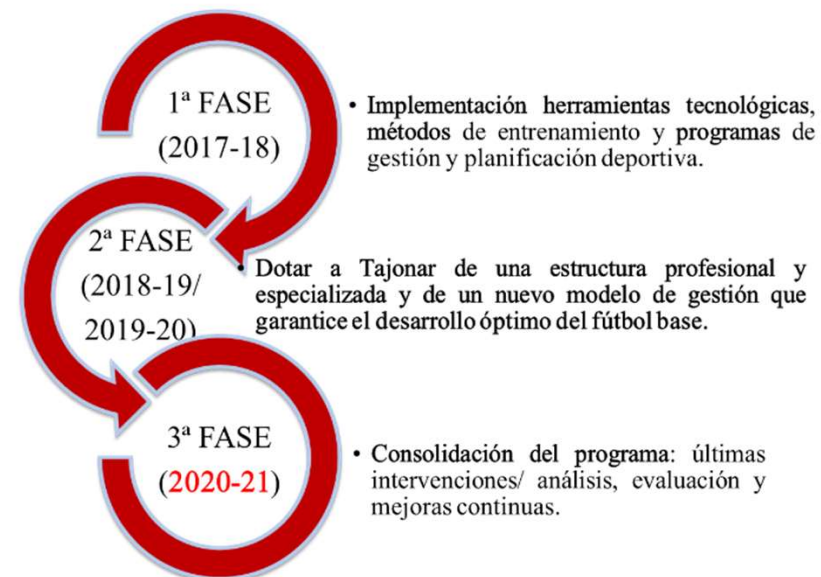 1ª FASE
(2017-18)
• Implementación herramientas tecnológicas,
métodos de entrenamiento y programas de
gestión y planificación deportiva.
2ª FASE
(2018-19/
2019-20)
• Dotar a Tajonar de una estructura profesional y
especializada y de un nuevo modelo de gestión que
garantice el desarrollo óptimo del fútbol base.
3ª FASE
(2020-21)
• Consolidación del programa: últimas
intervenciones/ análisis, evaluación y
mejoras continuas.